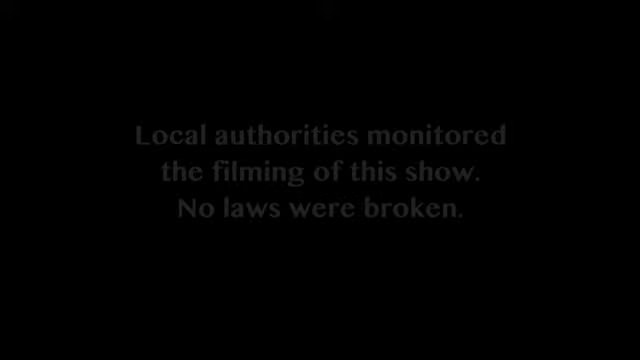 Local authorities monitored
the filming of this show.
No laws were broken.